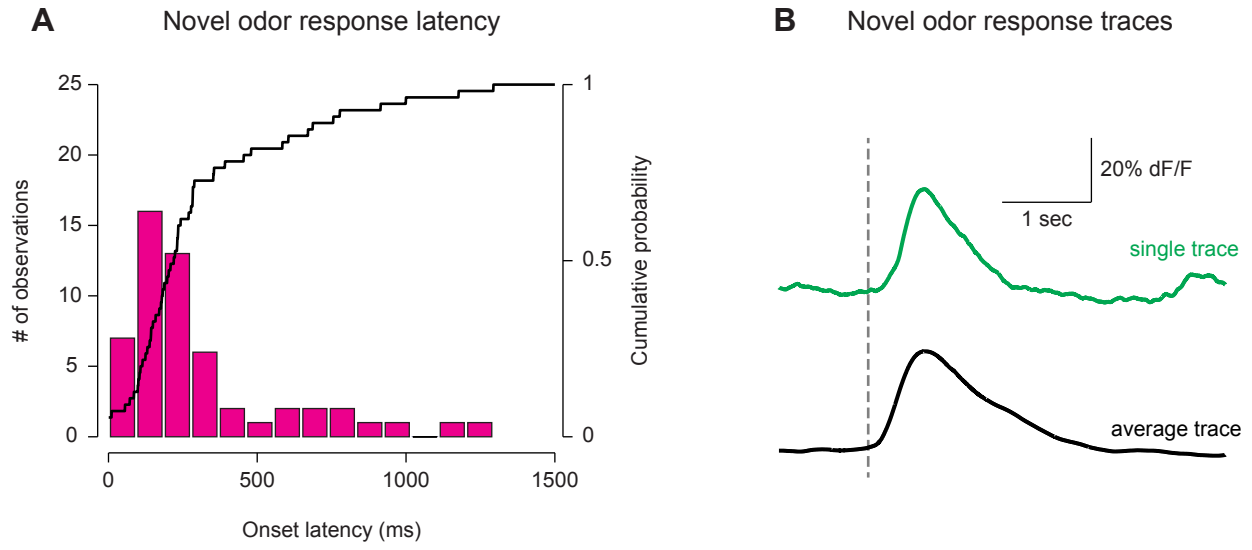 A
Novel odor response latency
25
20
15
10
5
0
# of observations
1
0.5
0
Cumulative probability
0
500
1000
1500
Onset latency (ms)
B
Novel odor response traces
20% dF/F
1 sec
single trace
average trace